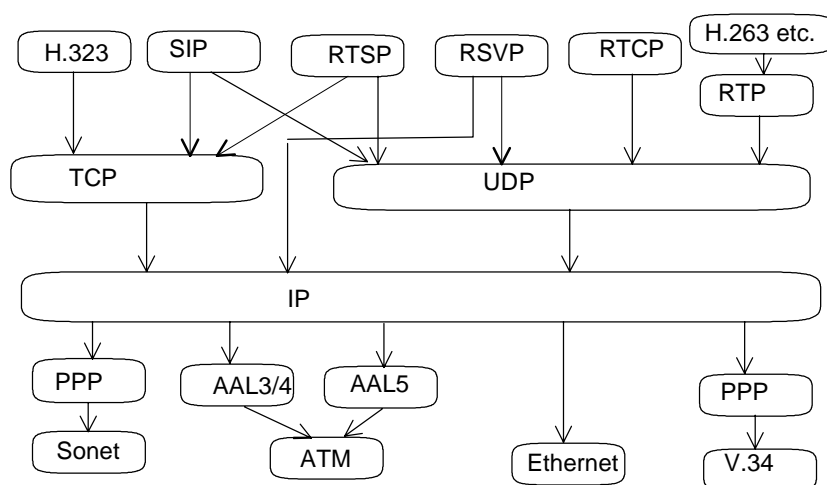 H.323
SIP
RTSP
RSVP
RTCP
H.263 etc.
RTP
TCP
UDP
IP
PPP
AAL3/4
AAL5
PPP
Sonet
ATM
Ethernet
V.34